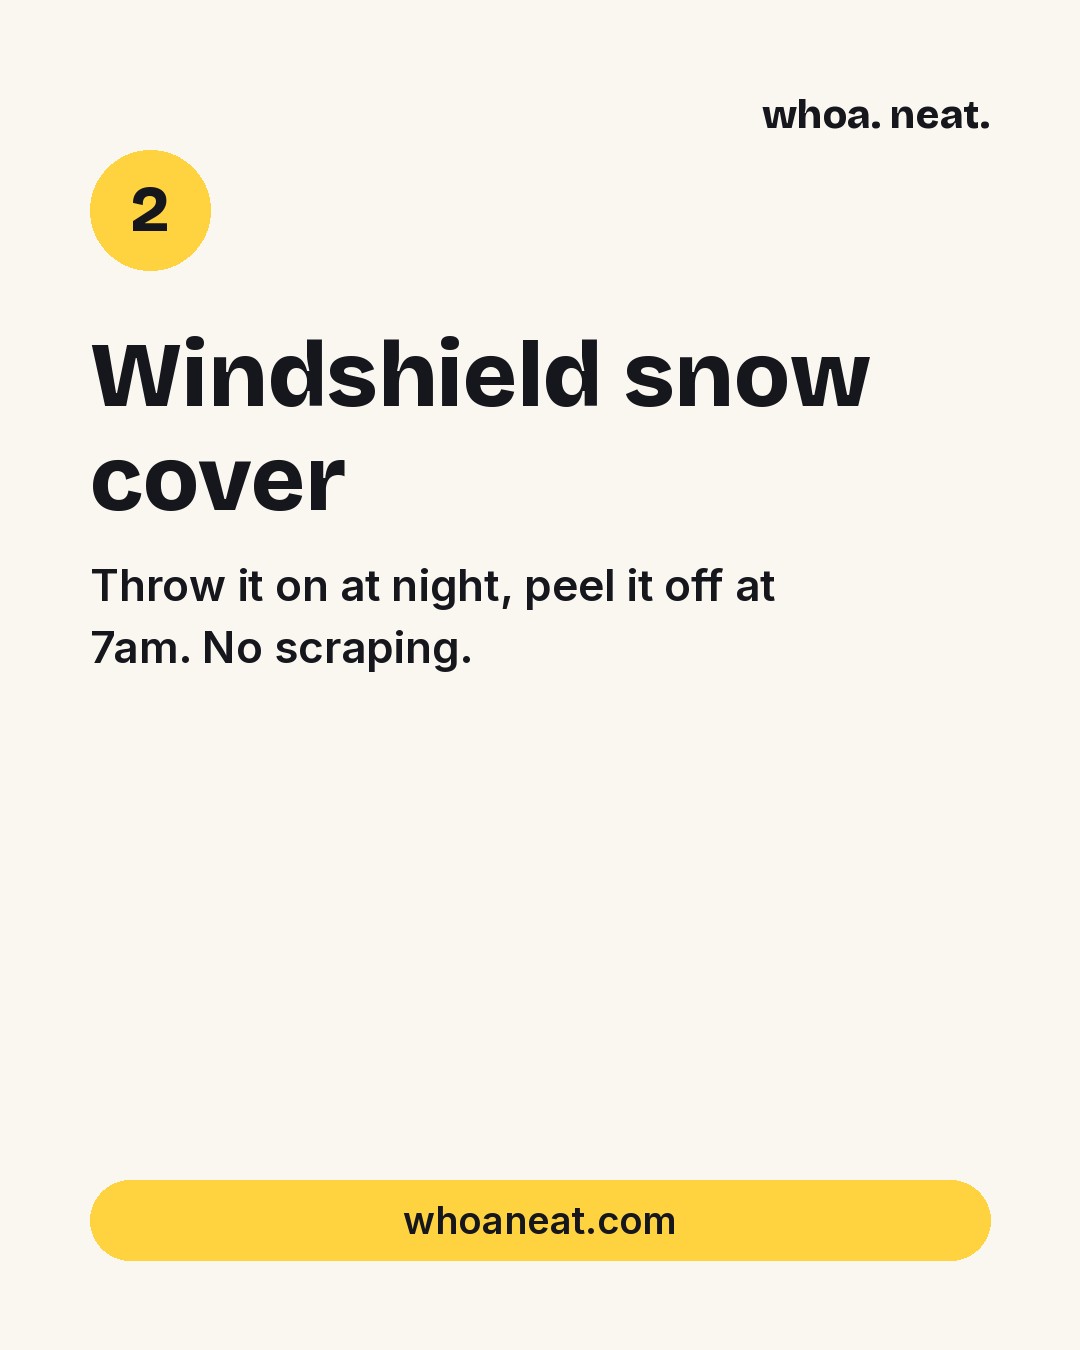 whoa. neat.
2
Windshield snow
cover
Throw it on at night, peel it off at
7am. No scraping.
whoaneat.com